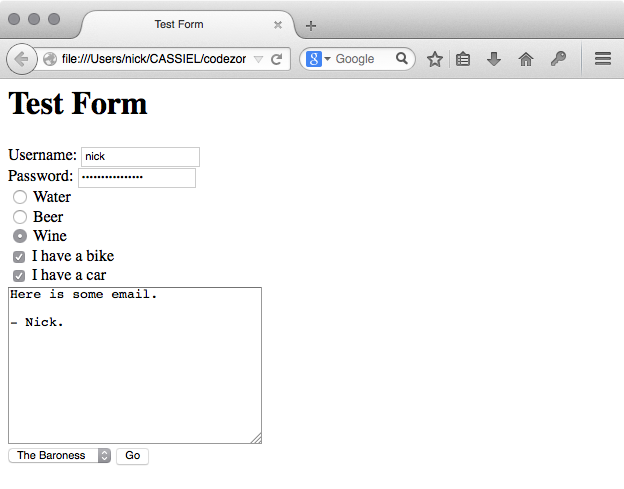 Test Form
file:///Users/nick/CASSIEL/codezor
8 Google
Test Form
Username: nick
Password: ••••••••••••••••
Water
Beer
Wine
I have a bike
I have a car
Here is some email.
- Nick.
The Baroness Go